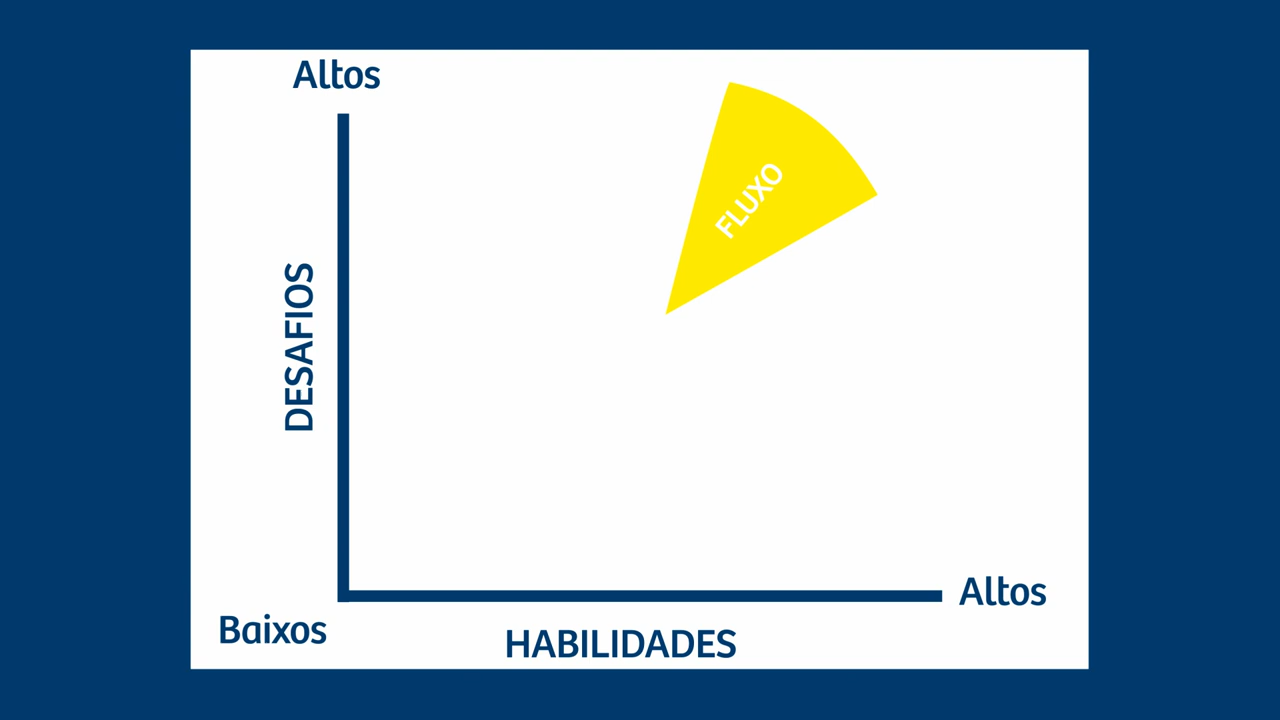 Altos
DESAFIOS
FLUXO
Altos
Baixos
HABILIDADES